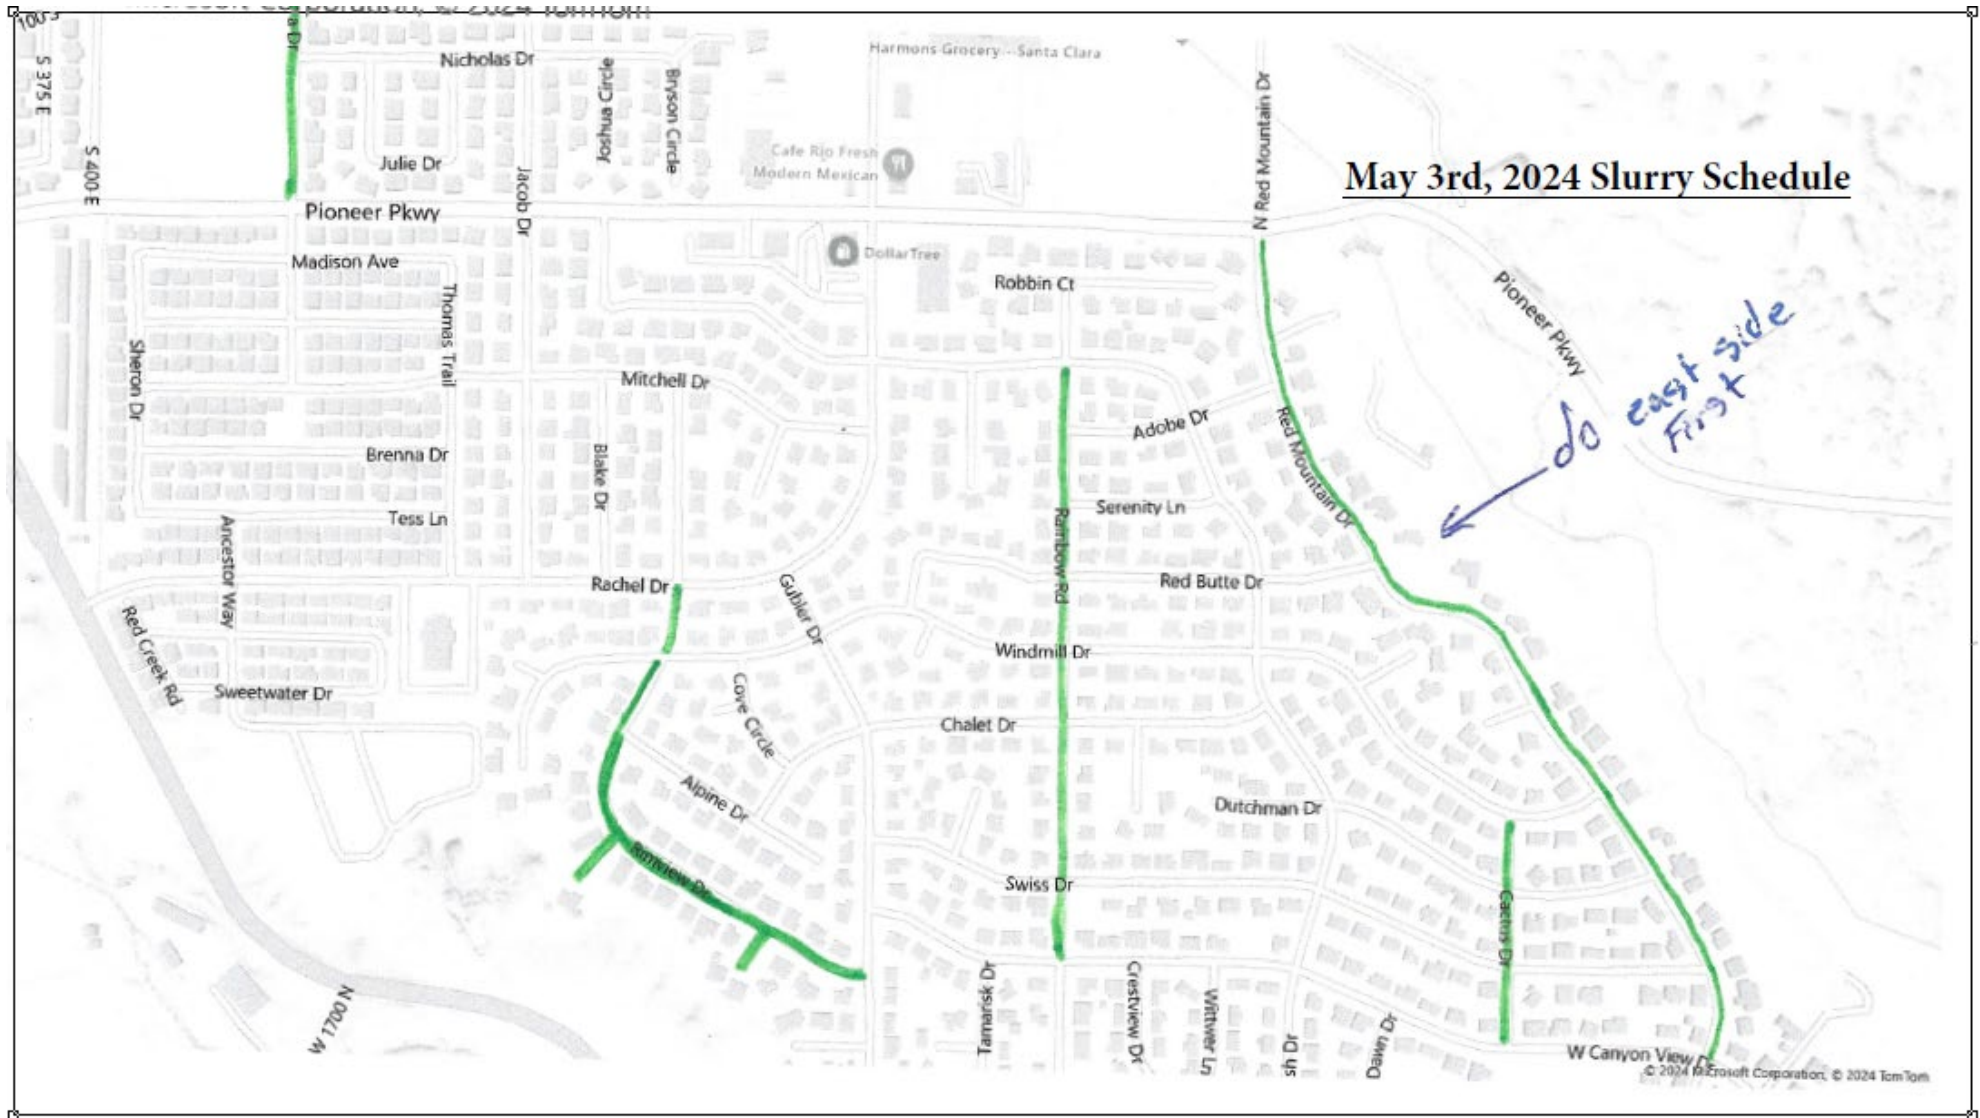 Nicholas Dr
Harmons Grocery - Santa Clara
S 375 E
Joshua Circle
Bryson Circle
N Red Mountain Dr
Cafe Rio Fresh
Modern Mexican
May 3rd, 2024 Slurry Schedule
S 400 E
Julie Dr
Jacob Dr
Pioneer Pkwy
Madison Ave
DollarTree
Robbin Ct
Pioneer Pkwy
Thomas Trail
do east side
First
Sheron Dr
Mitchell Dr
Adobe Dr
Red Mountain Dr
Brenna Dr
Blake Dr
Serenity Ln
Tess Ln
Ancestor Way
Rainbow Rd
Rachel Dr
Gubler Dr
Red Butte Dr
Red Creek Rd
Windmill Dr
Sweetwater Dr
Cove Circle
Chalet Dr
Alpine Dr
Dutchman Dr
Rimview Dr
Swiss Dr
Cactus Dr
W 1700 N
Tamarisk Dr
Crestview Dr
Wittwer Ln
sh Dr
Dawn Dr
W Canyon View Dr
© 2024 Microsoft Corporation, © 2024 TomTom